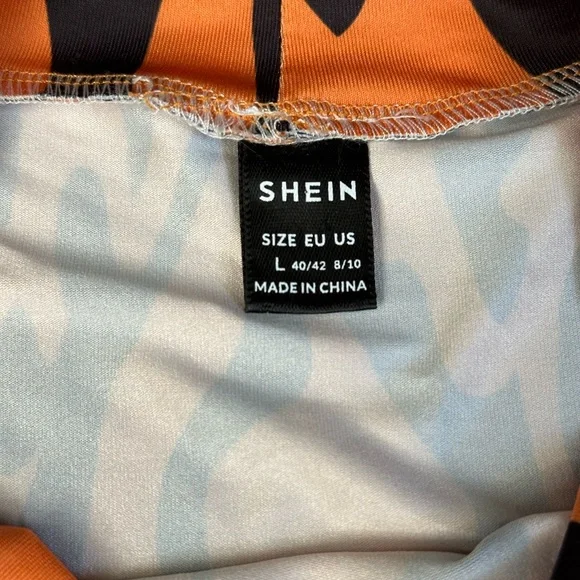 SHEIN
SIZE EU US
L 40/42 8/10
MADE IN CHINA